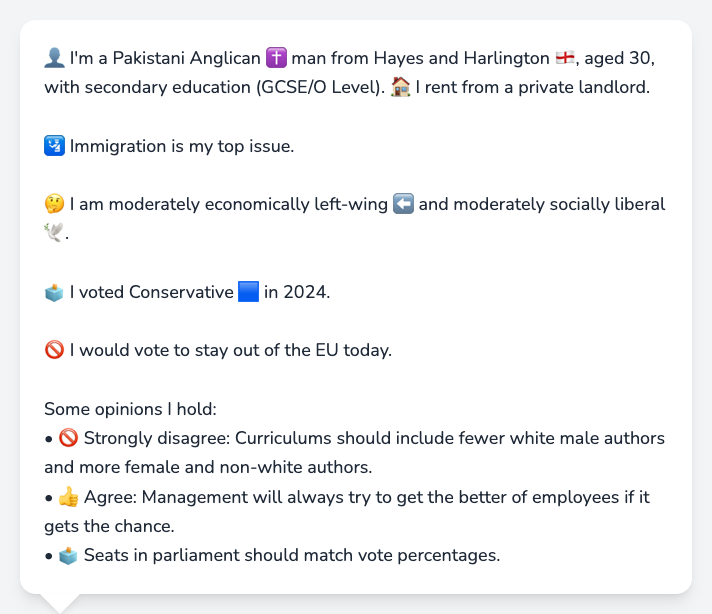 👤 I'm a Pakistani Anglican ✝️ man from Hayes and Harlington 🏴󠁧󠁢󠁥󠁮󠁧󠁿, aged 30,
with secondary education (GCSE/O Level). 🏠 I rent from a private landlord.
🛂 Immigration is my top issue.
🤔 I am moderately economically left-wing ⬅️ and moderately socially liberal
🕊️.
🗳️ I voted Conservative 🟦 in 2024.
🚫 I would vote to stay out of the EU today.
Some opinions I hold:
• 🚫 Strongly disagree: Curriculums should include fewer white male authors
and more female and non-white authors.
• 👍 Agree: Management will always try to get the better of employees if it
gets the chance.
• 🗳️ Seats in parliament should match vote percentages.